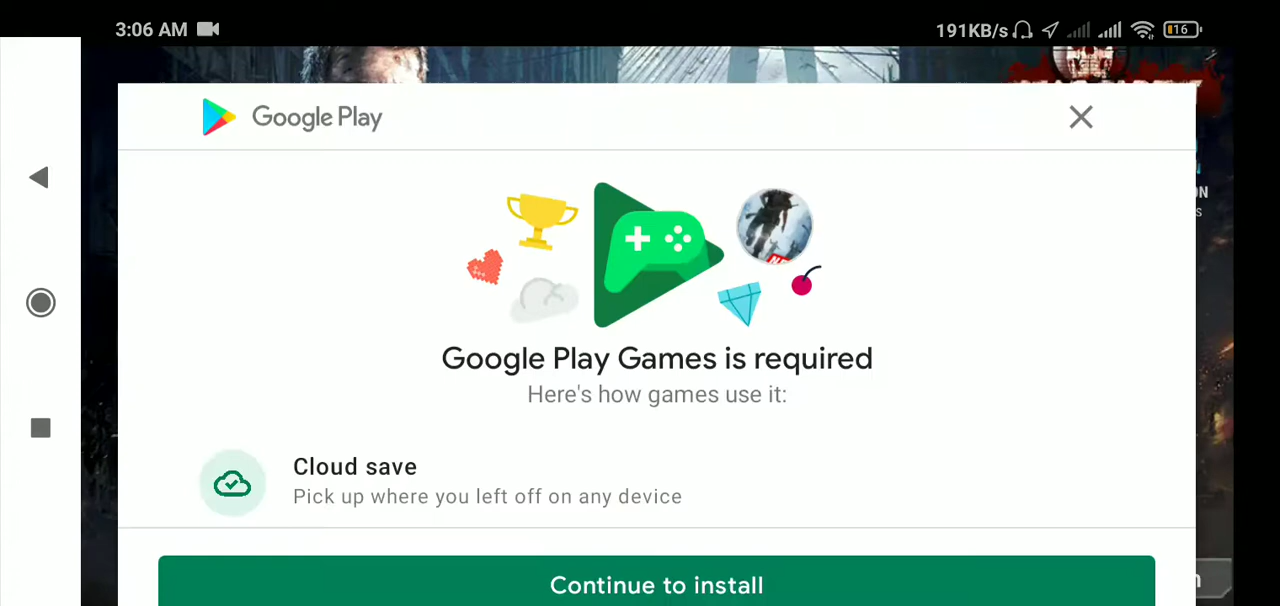 3:06 AM
191KB/s
16
Google Play
Google Play Games is required
Here's how games use it:
Cloud save
Pick up where you left off on any device
Continue to install